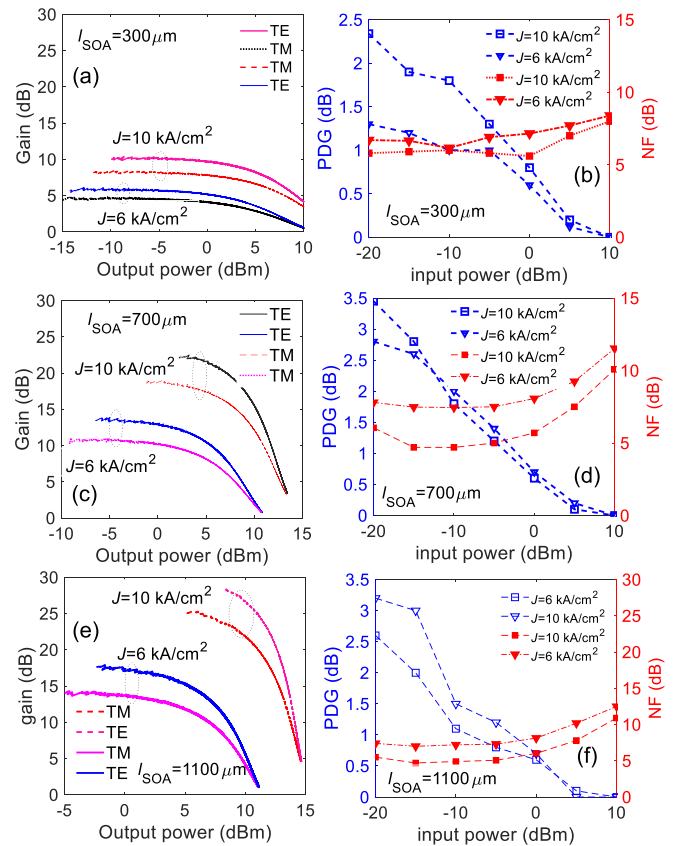 l_SOA=300μm
TE
TM
TM
TE
(a)
J=10 kA/cm²
J=6 kA/cm²
Gain (dB)
35
30
25
20
15
10
5
0
-15 -10 -5 0 5 10
Output power (dBm)
J=10 kA/cm²
J=6 kA/cm²
J=10 kA/cm²
J=6 kA/cm²
(b)
l_SOA=300μm
PDG (dB)
2.5
2
1.5
1
0.5
0
NF (dB)
15
10
5
0
-20 -10 0 10
input power (dBm)
l_SOA=700μm
TE
TE
TM
TM
J=10 kA/cm²
J=6 kA/cm²
(c)
Gain (dB)
30
25
20
15
10
5
0
-10 -5 0 5 10 15
Output power (dBm)
J=10 kA/cm²
J=6 kA/cm²
J=10 kA/cm²
J=6 kA/cm²
(d)
l_SOA=700μm
PDG (dB)
3.5
3
2.5
2
1.5
1
0.5
0
NF (dB)
15
10
5
0
-20 -10 0 10
input power (dBm)
(e)
J=10 kA/cm²
J=6 kA/cm²
TM
TE
TM
TE
l_SOA=1100μm
gain (dB)
30
25
20
15
10
5
0
-5 0 5 10 15
Output power (dBm)
J=6 kA/cm²
J=10 kA/cm²
J=10 kA/cm²
J=6 kA/cm²
(f)
l_SOA=1100μm
PDG (dB)
3.5
3
2.5
2
1.5
1
0.5
0
NF (dB)
30
25
20
15
10
5
0
-20 -10 0 10
input power (dBm)